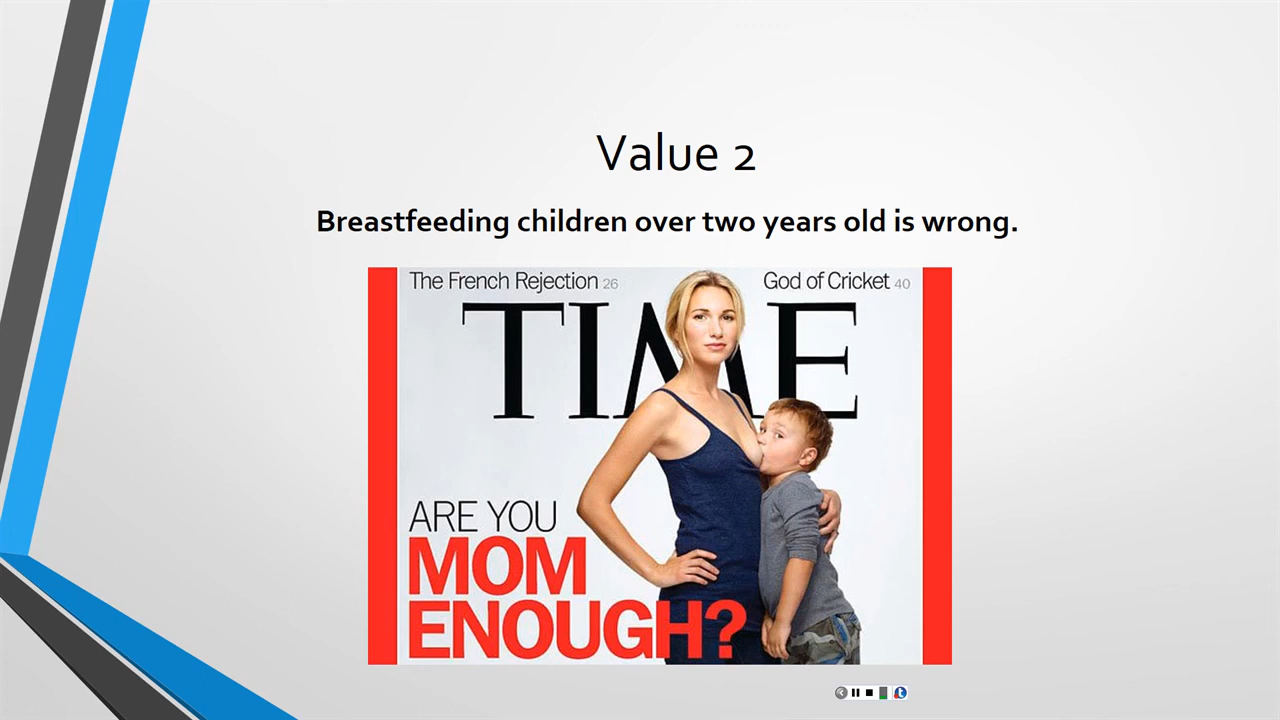 Value 2
Breastfeeding children over two years old is wrong.
The French Rejection 26
God of Cricket 40
TIME
ARE YOU
MOM
ENOUGH?